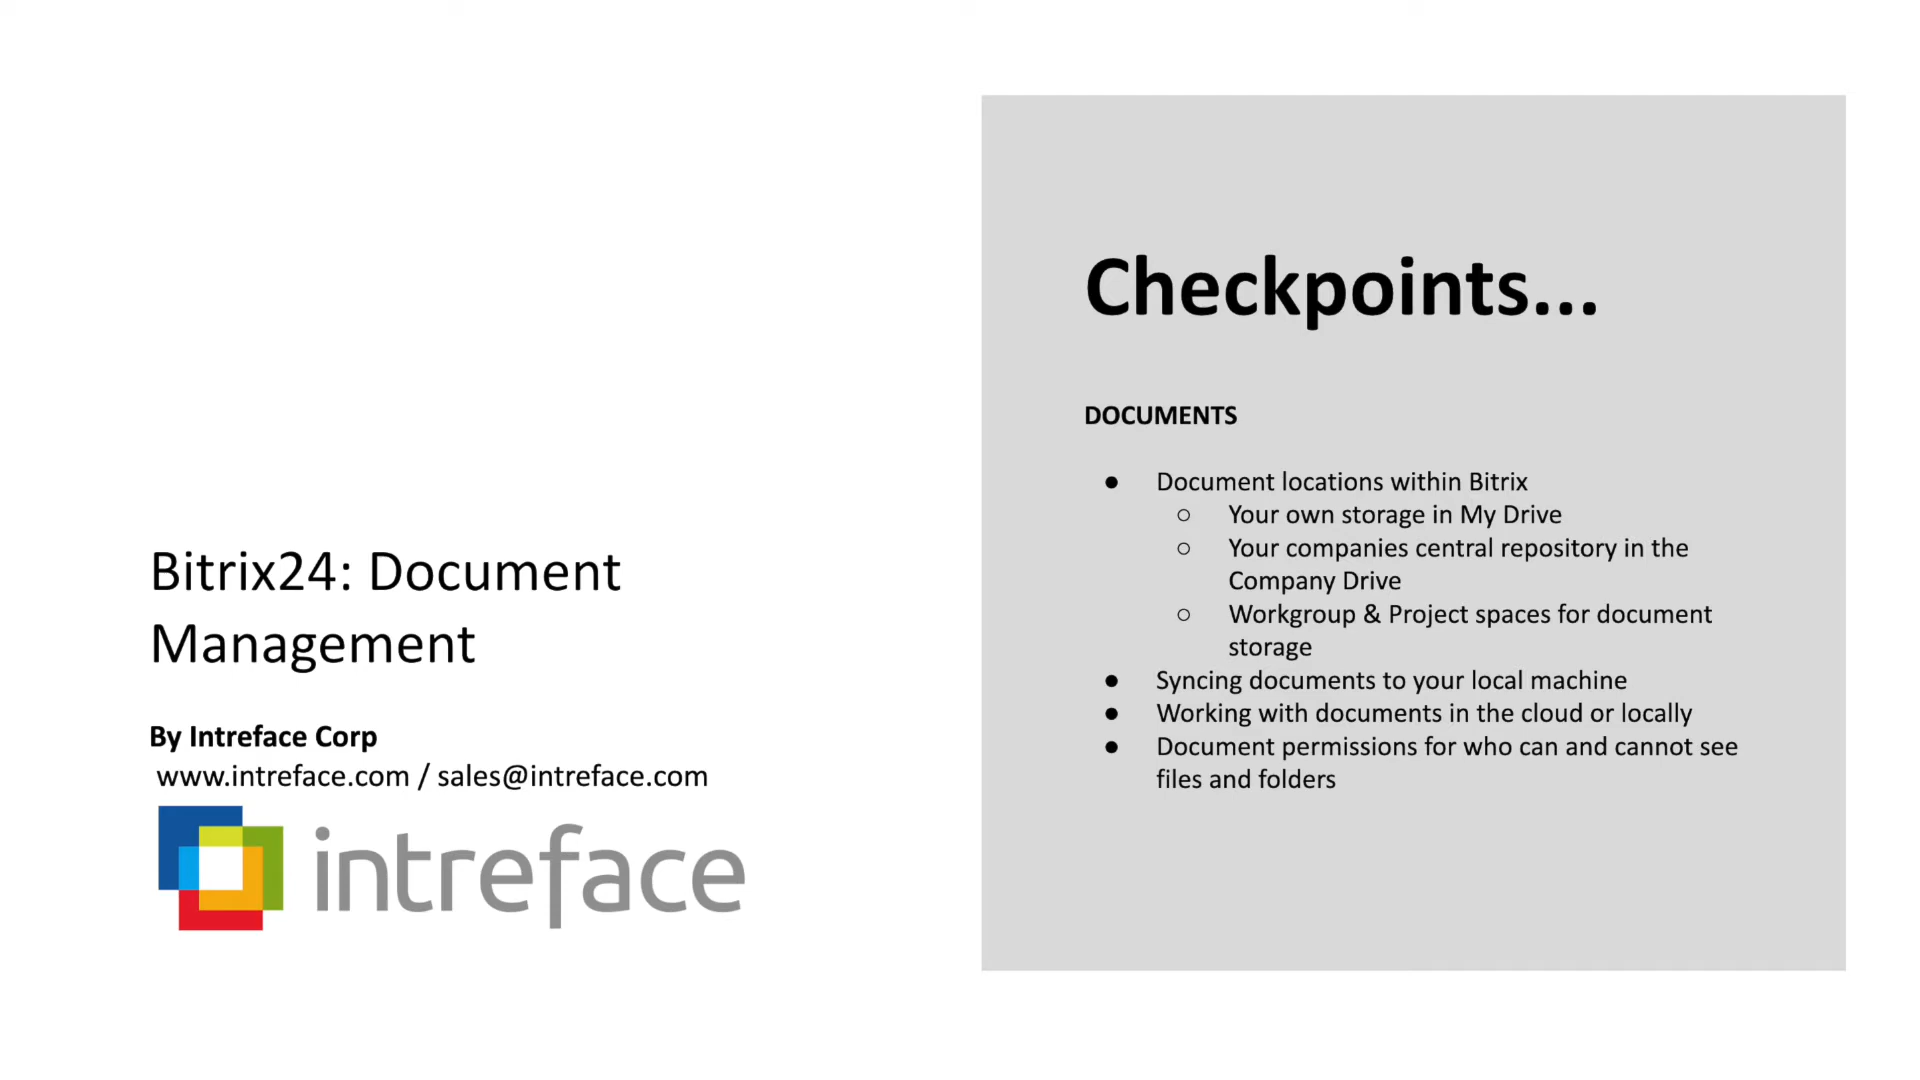 Bitrix24: Document
Management
By Intreface Corp
www.intreface.com / sales@intreface.com
intreface
Checkpoints...
DOCUMENTS
● Document locations within Bitrix
○ Your own storage in My Drive
○ Your companies central repository in the
Company Drive
○ Workgroup & Project spaces for document
storage
● Syncing documents to your local machine
● Working with documents in the cloud or locally
● Document permissions for who can and cannot see
files and folders